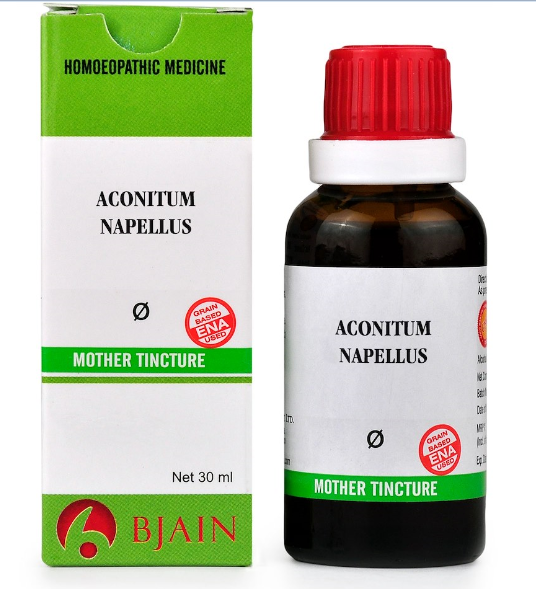 HOMOEOPATHIC MEDICINE
ACONITUM
NAPELLUS
Ø
GRAIN
BASED
ENA
USED
MOTHER TINCTURE
Net 30 ml
BJAIN
ACONITUM
NAPELLUS
Ø
GRAIN
BASED
ENA
USED
MOTHER TINCTURE